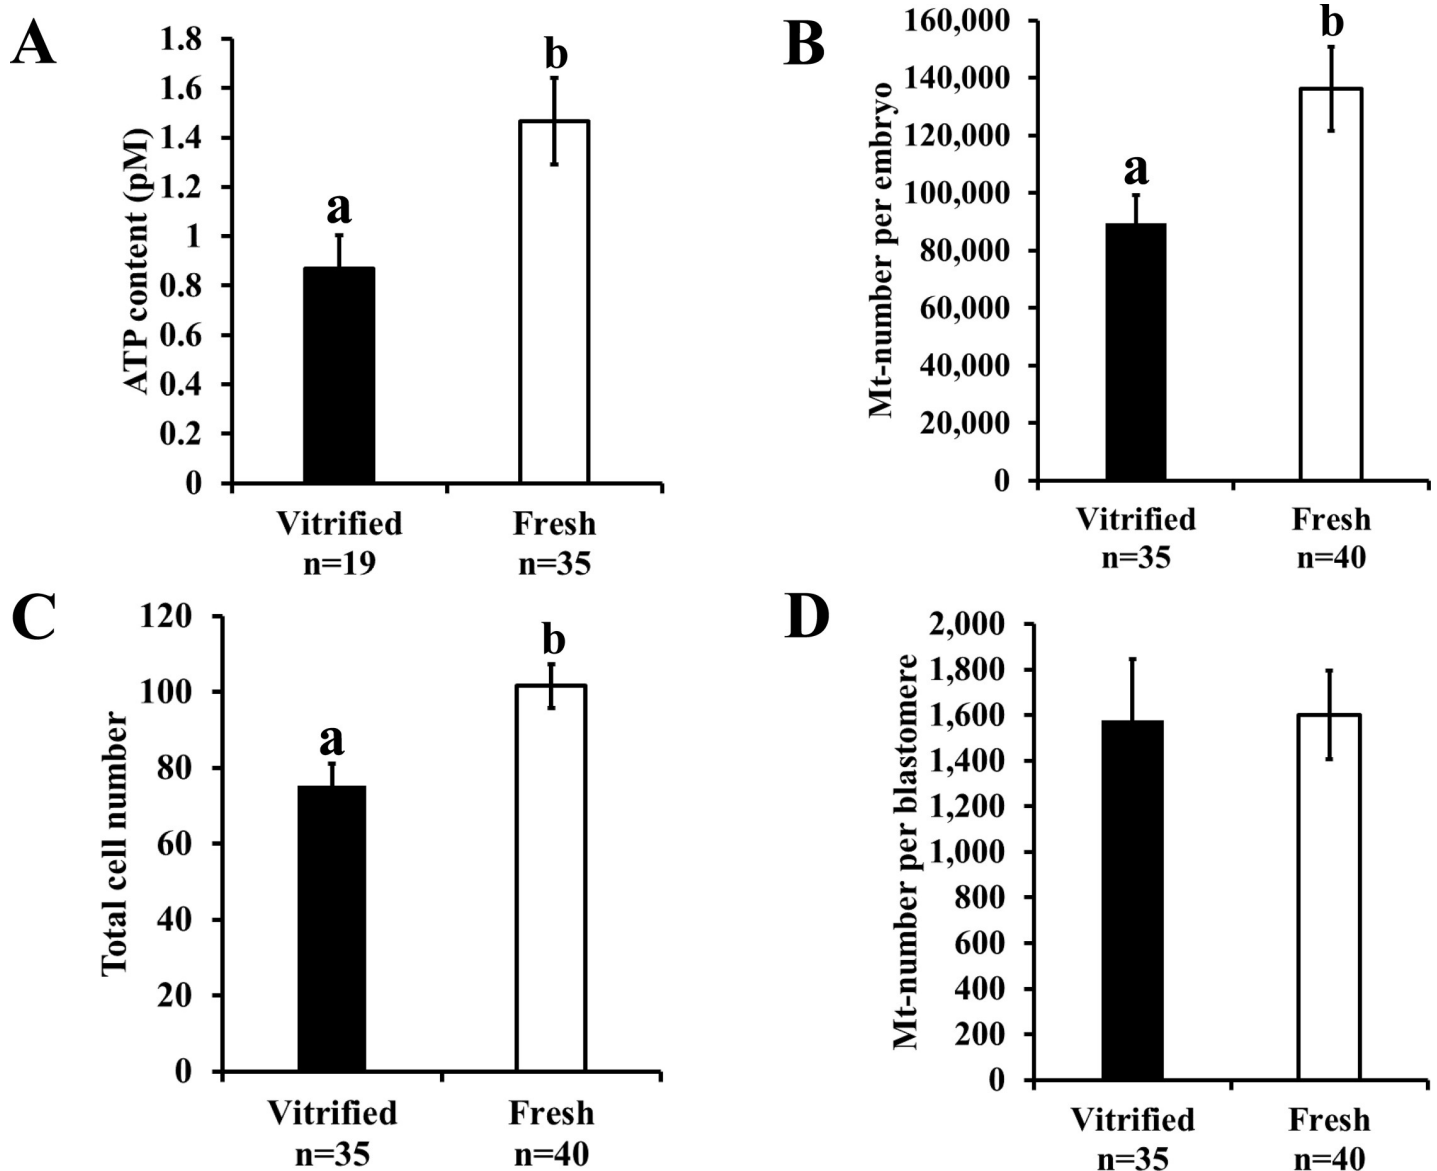 A
ATP content (pM)
1.8
1.6
1.4
1.2
1
0.8
0.6
0.4
0.2
0
a
b
Vitrified
n=19
Fresh
n=35
B
Mt-number per embryo
160,000
140,000
120,000
100,000
80,000
60,000
40,000
20,000
0
a
b
Vitrified
n=35
Fresh
n=40
C
Total cell number
120
100
80
60
40
20
0
a
b
Vitrified
n=35
Fresh
n=40
D
Mt-number per blastomere
2,000
1,800
1,600
1,400
1,200
1,000
800
600
400
200
0
Vitrified
n=35
Fresh
n=40